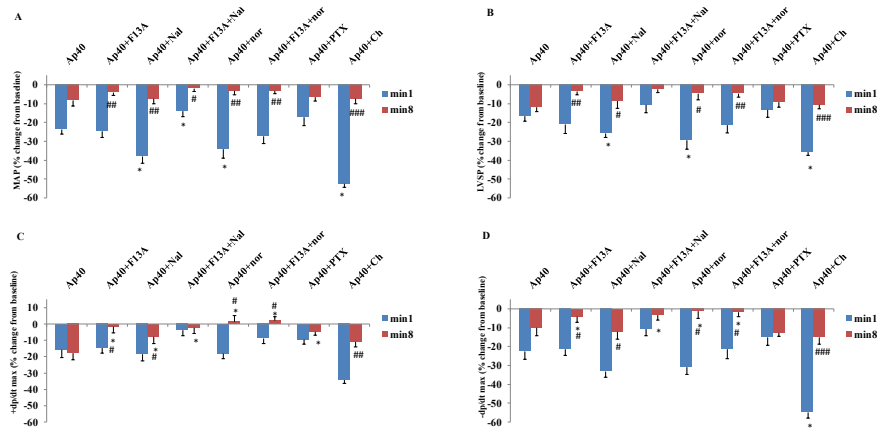 A
Ap40
Ap40+F13A
Ap40+Nal
Ap40+F13A+Nal
Ap40+nor
Ap40+F13A+nor
Ap40+PTX
Ap40+Ch
MAP (% change from baseline)
0
-10
-20
-30
-40
-50
-60
## ## # ## ## ###
* * * *
min1
min8
B
Ap40
Ap40+F13A
Ap40+Nal
Ap40+F13A+Nal
Ap40+nor
Ap40+F13A+nor
Ap40+PTX
Ap40+Ch
LVSP (% change from baseline)
0
-10
-20
-30
-40
-50
-60
## # # ## ###
* * *
min1
min8
C
Ap40
Ap40+F13A
Ap40+Nal
Ap40+F13A+Nal
Ap40+nor
Ap40+F13A+nor
Ap40+PTX
Ap40+Ch
+dp/dt max (% change from baseline)
10
0
-10
-20
-30
-40
-50
-60
# #
* * * * * *
# # ##
min1
min8
D
Ap40
Ap40+F13A
Ap40+Nal
Ap40+F13A+Nal
Ap40+nor
Ap40+F13A+nor
Ap40+PTX
Ap40+Ch
-dp/dt max (% change from baseline)
0
-10
-20
-30
-40
-50
-60
* * * *
# # # # ###
*
min1
min8